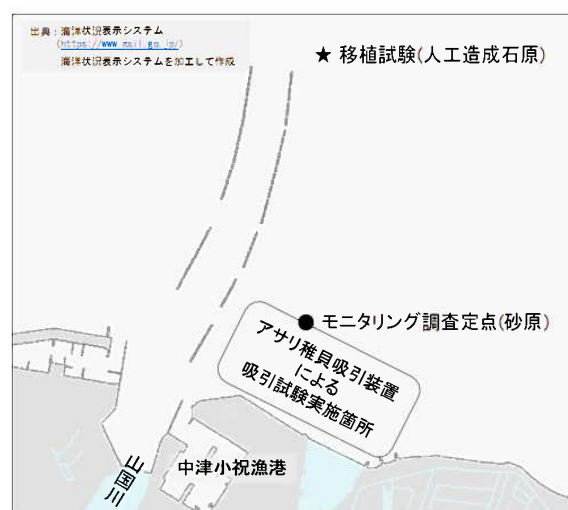 出典：海洋状況表示システム
(https://www.msil.go.jp/)
海洋状況表示システムを加工して作成
★ 移植試験(人工造成石原)
● モニタリング調査定点(砂原)
アサリ稚貝吸引装置
による
吸引試験実施箇所
中津小祝漁港
山国川